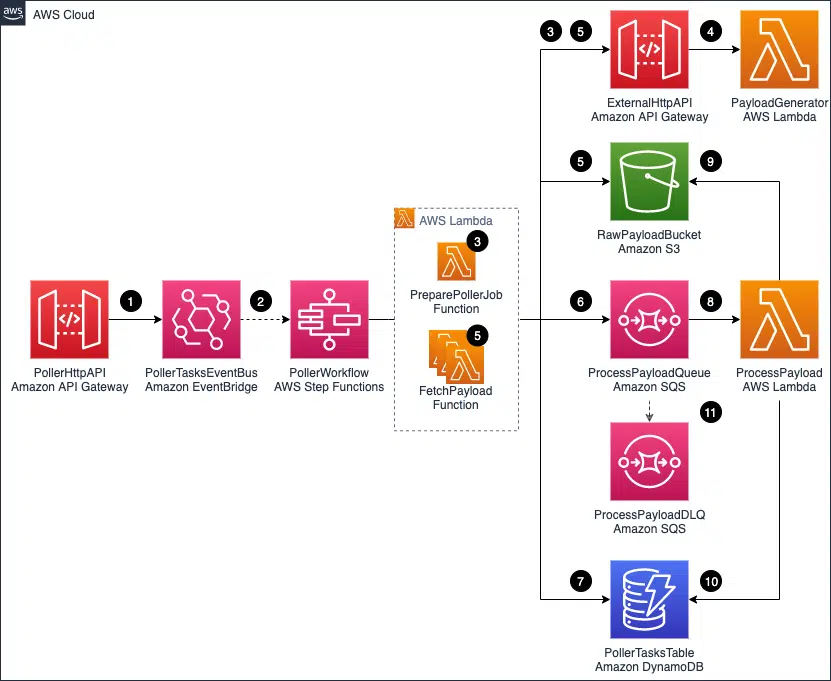 aws
AWS Cloud
3
5
4
ExternalHttpAPI
Amazon API Gateway
PayloadGenerator
AWS Lambda
5
9
RawPayloadBucket
Amazon S3
AWS Lambda
3
PreparePollerJob
Function
5
FetchPayload
Function
1
2
6
8
PollerHttpAPI
Amazon API Gateway
PollerTasksEventBus
Amazon EventBridge
PollerWorkflow
AWS Step Functions
ProcessPayloadQueue
Amazon SQS
ProcessPayload
AWS Lambda
11
ProcessPayloadDLQ
Amazon SQS
7
10
PollerTasksTable
Amazon DynamoDB